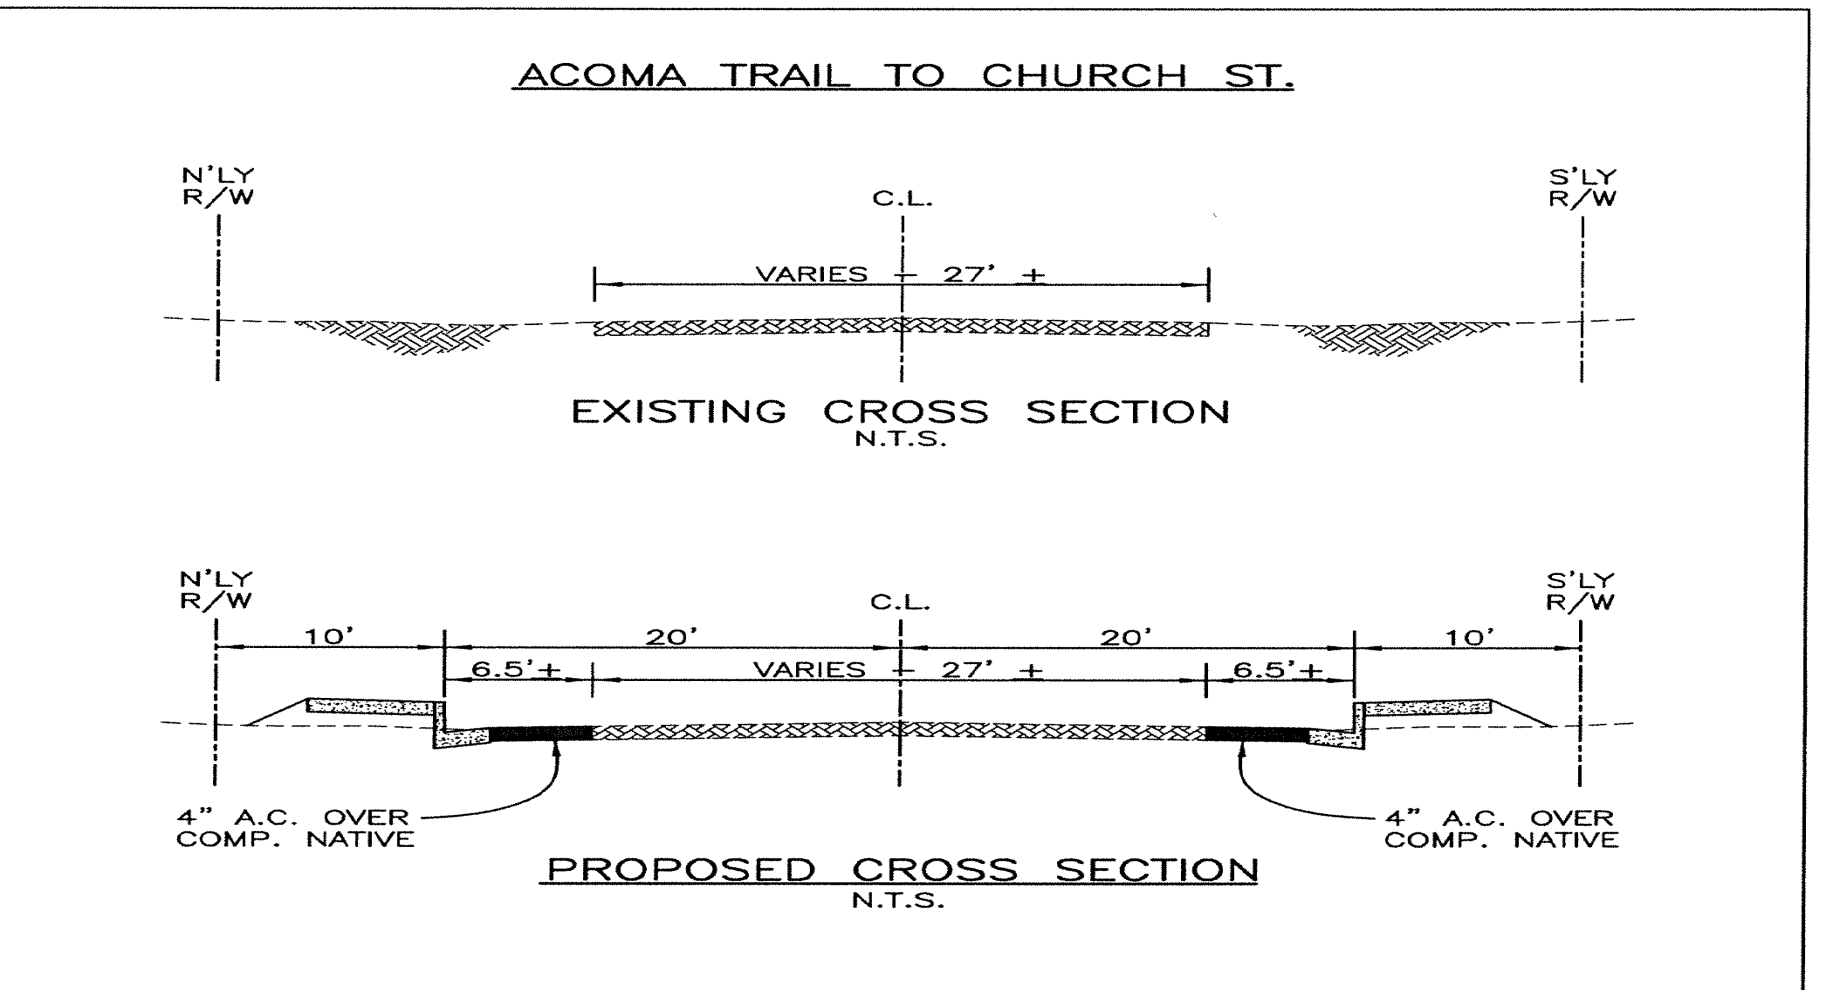 ACOMA TRAIL TO CHURCH ST.
N'LY
R/W
C.L.
S'LY
R/W
VARIES - 27' +
EXISTING CROSS SECTION
N.T.S.
N'LY
R/W
C.L.
S'LY
R/W
10' 20' 20' 10'
6.5'+ VARIES - 27' + 6.5'+
4" A.C. OVER
COMP. NATIVE
4" A.C. OVER
COMP. NATIVE
PROPOSED CROSS SECTION
N.T.S.